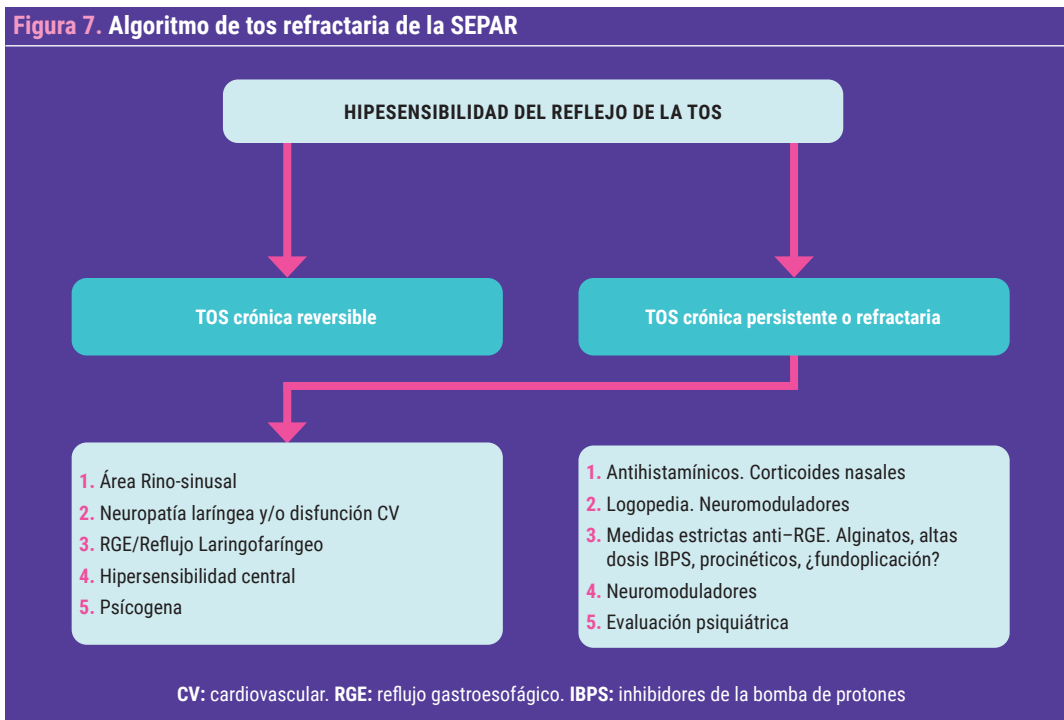 Figura 7. Algoritmo de tos refractaria de la SEPAR
HIPESENSIBILIDAD DEL REFLEJO DE LA TOS
TOS crónica reversible
TOS crónica persistente o refractaria
1. Área Rino-sinusal
2. Neuropatía laríngea y/o disfunción CV
3. RGE/Reflujo Laringofaríngeo
4. Hipersensibilidad central
5. Psícogena
1. Antihistamínicos. Corticoides nasales
2. Logopedia. Neuromoduladores
3. Medidas estrictas anti–RGE. Alginatos, altas
dosis IBPS, procinéticos, ¿fundoplicación?
4. Neuromoduladores
5. Evaluación psiquiátrica
CV: cardiovascular. RGE: reflujo gastroesofágico. IBPS: inhibidores de la bomba de protones